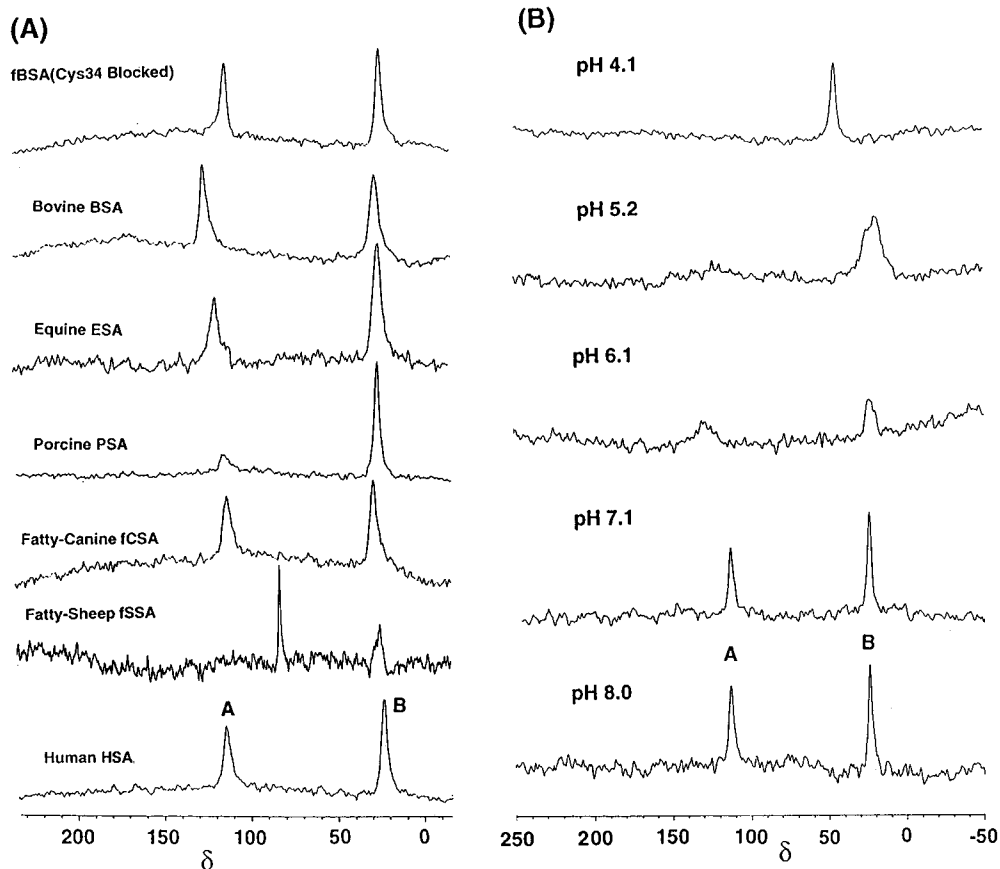 (A)
fBSA(Cys34 Blocked)
Bovine BSA
Equine ESA
Porcine PSA
Fatty-Canine fCSA
Fatty-Sheep fSSA
A
B
Human HSA
200 150 100 50 0
δ
(B)
pH 4.1
pH 5.2
pH 6.1
pH 7.1
A
B
pH 8.0
250 200 150 100 50 0 -50
δ